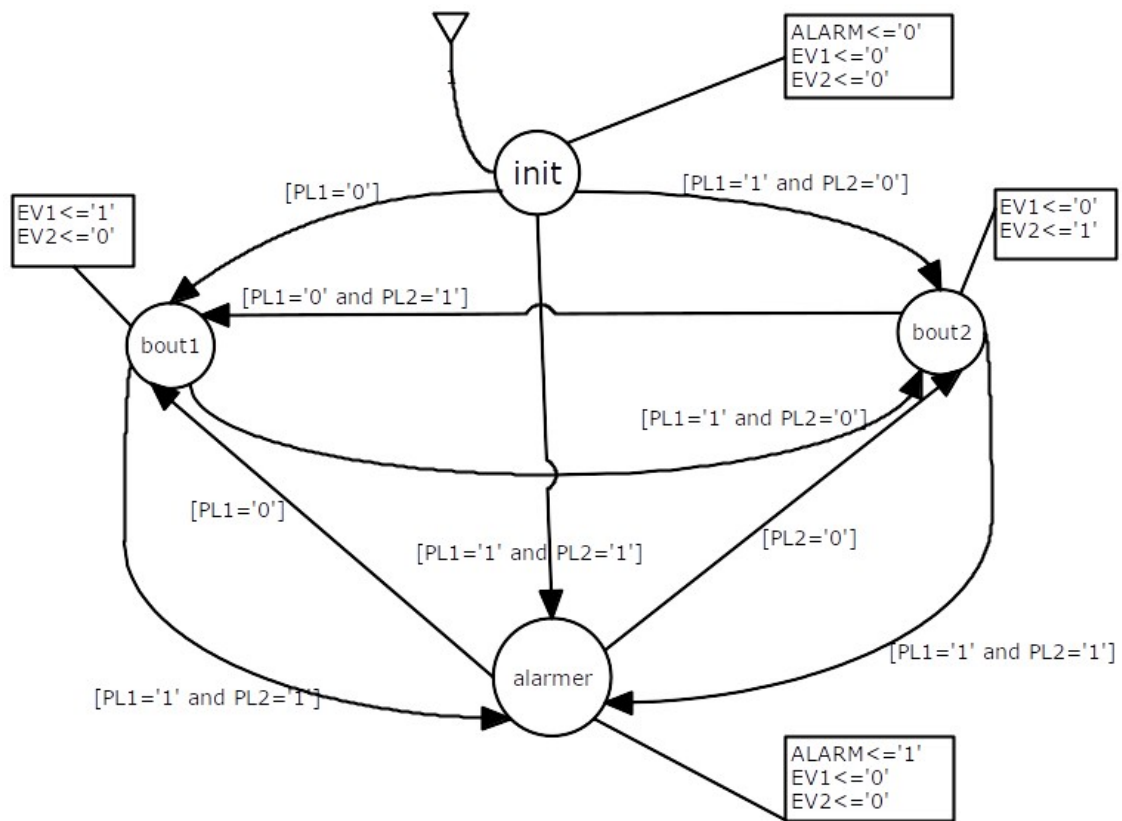 ALARM<='0'
EV1<='0'
EV2<='0'
1
init
[PL1='0']
[PL1='1' and PL2='0']
EV1<='1'
EV2<='0'
EV1<='0'
EV2<='1'
[PL1='0' and PL2='1']
bout1
bout2
[PL1='1' and PL2='0']
[PL1='0']
[PL1='1' and PL2='1']
[PL2='0']
[PL1='1' and PL2='1']
alarmer
[PL1='1' and PL2='1']
ALARM<='1'
EV1<='0'
EV2<='0'